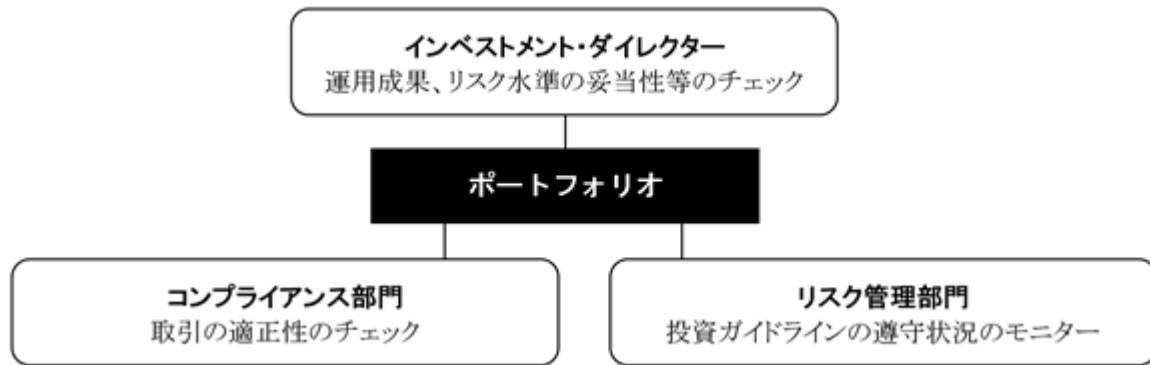 インベストメント・ダイレクター
運用成果、リスク水準の妥当性等のチェック
ポートフォリオ
コンプライアンス部門
取引の適正性のチェック
リスク管理部門
投資ガイドラインの遵守状況のモニター